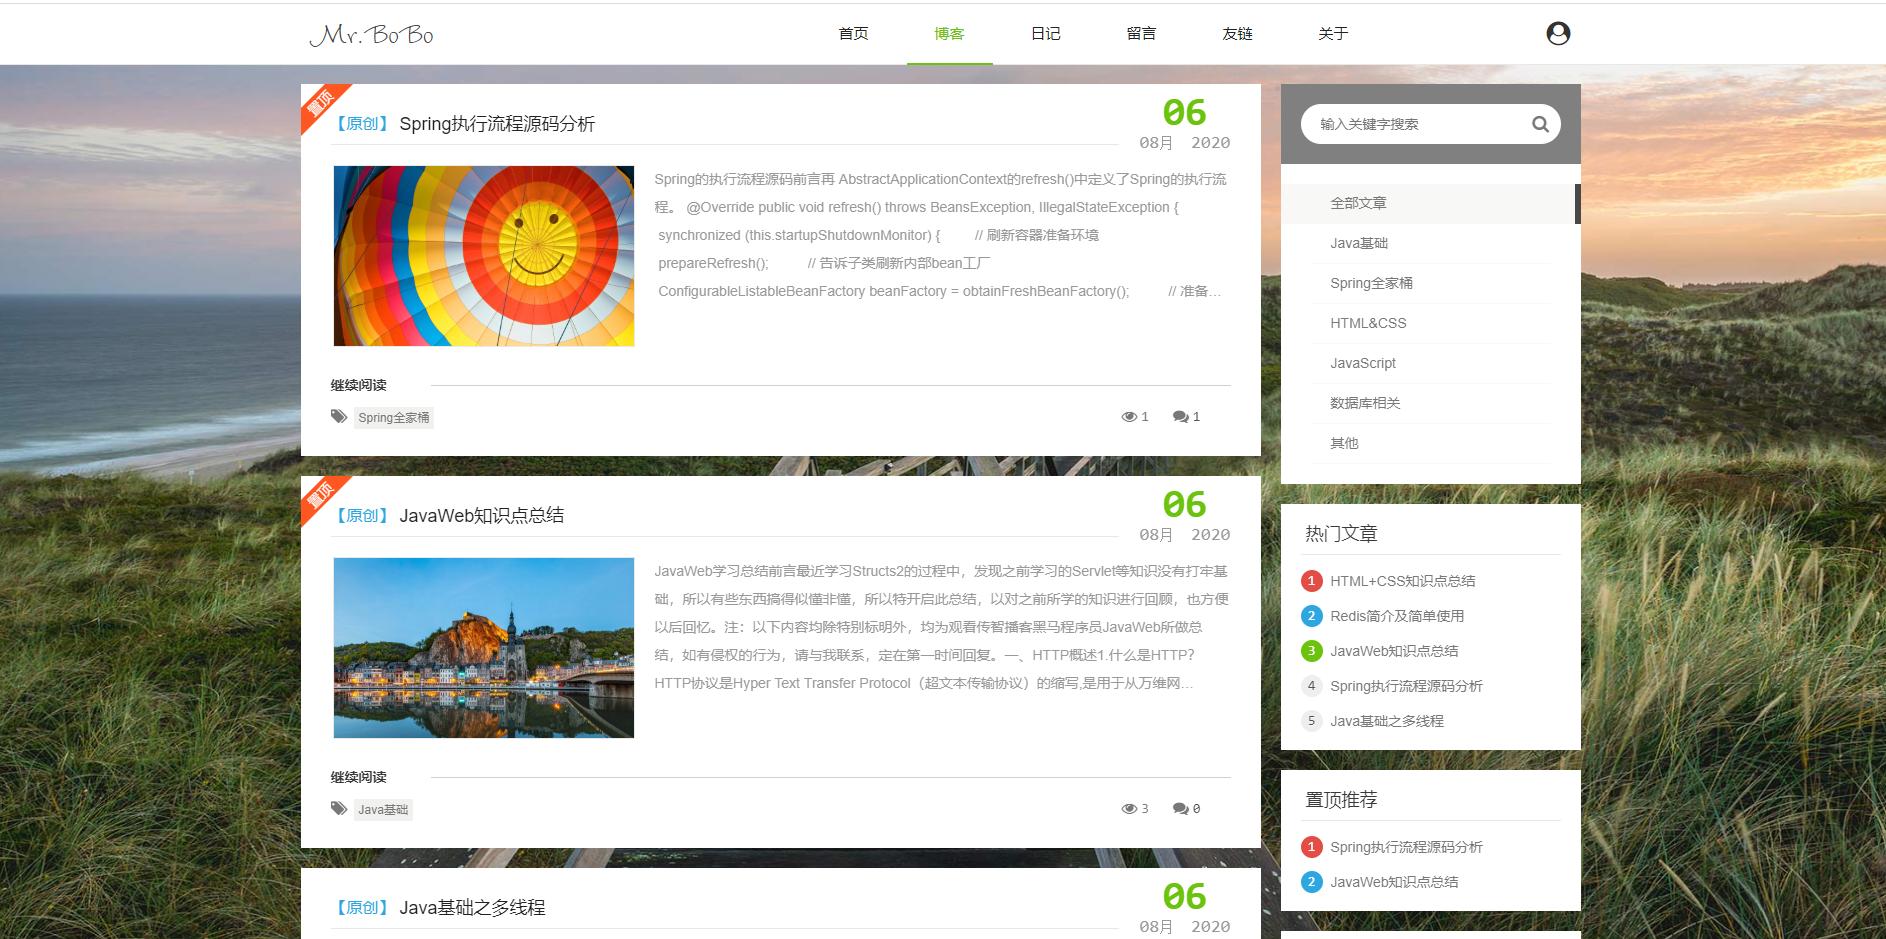 Mr.BoBo
首页 博客 日记 留言 友链 关于
置顶
【原创】 Spring执行流程源码分析
06
08月 2020
Spring的执行流程源码前言再 AbstractApplicationContext的refresh()中定义了Spring的执行流
程。 @Override public void refresh() throws BeansException, IllegalStateException {
synchronized (this.startupShutdownMonitor) { // 刷新容器准备环境
prepareRefresh(); // 告诉子类刷新内部bean工厂
ConfigurableListableBeanFactory beanFactory = obtainFreshBeanFactory(); // 准备...
继续阅读
Spring全家桶 1 1
置顶
【原创】 JavaWeb知识点总结
06
08月 2020
JavaWeb学习总结前言最近学习Structs2的过程中，发现之前学习的Servlet等知识没有打牢基
础，所以有些东西搞得似懂非懂，所以特开启此总结，以对之前所学的知识进行回顾，也方便
以后回忆。注：以下内容均除特别标明外，均为观看传智播客黑马程序员JavaWeb所做总
结，如有侵权的行为，请与我联系，定在第一时间回复。一、HTTP概述1.什么是HTTP？
HTTP协议是Hyper Text Transfer Protocol（超文本传输协议）的缩写,是用于从万维网...
继续阅读
Java基础 3 0
【原创】 Java基础之多线程
06
08月 2020
输入关键字搜索
全部文章
Java基础
Spring全家桶
HTML&CSS
JavaScript
数据库相关
其他
热门文章
1 HTML+CSS知识点总结
2 Redis简介及简单使用
3 JavaWeb知识点总结
4 Spring执行流程源码分析
5 Java基础之多线程
置顶推荐
1 Spring执行流程源码分析
2 JavaWeb知识点总结